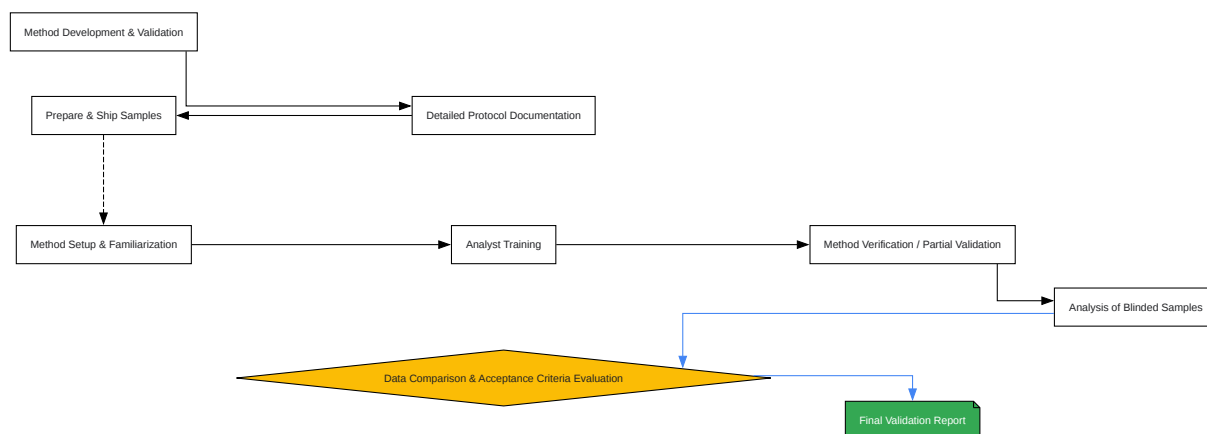 Method Development & Validation
Prepare & Ship Samples
Detailed Protocol Documentation
Method Setup & Familiarization
Analyst Training
Method Verification / Partial Validation
Analysis of Blinded Samples
Data Comparison & Acceptance Criteria Evaluation
Final Validation Report